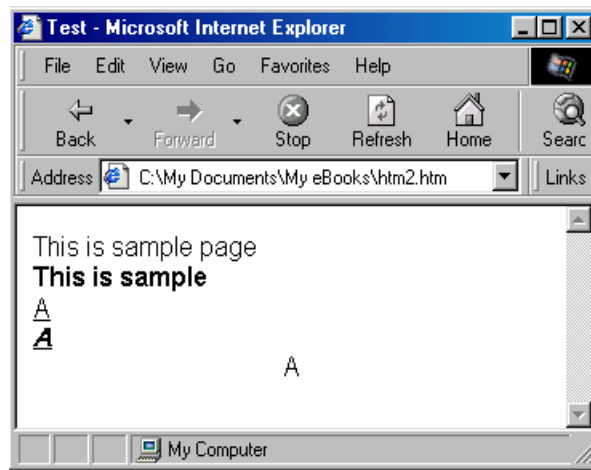 Test - Microsoft Internet Explorer
File Edit View Go Favorites Help
Back Forward Stop Refresh Home Searc
Address C:\My Documents\My eBooks\htm2.htm Links
This is sample page
This is sample
A
A
A
My Computer